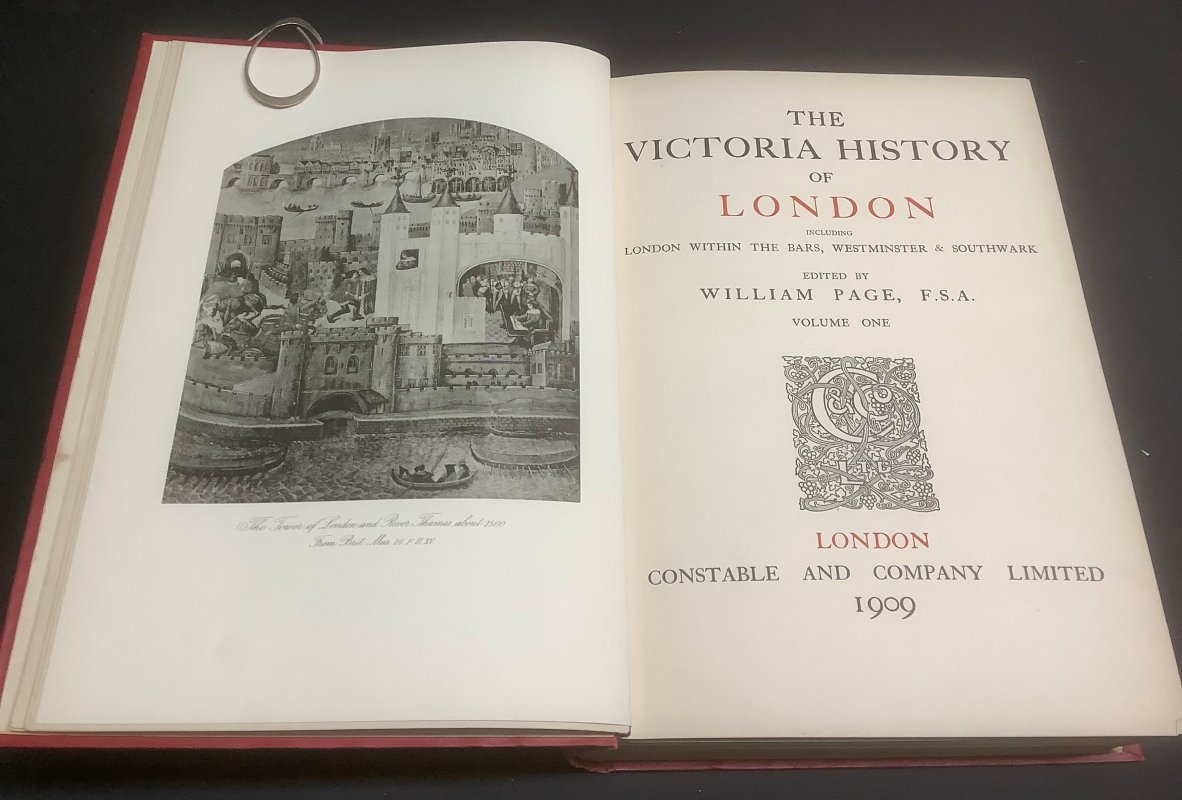 The Tower of London and River Thames, about 1500
From Brit. Mus. 16 F II XV
THE
VICTORIA HISTORY
OF
LONDON
INCLUDING
LONDON WITHIN THE BARS, WESTMINSTER & SOUTHWARK
EDITED BY
WILLIAM PAGE, F.S.A.
VOLUME ONE
LONDON
CONSTABLE AND COMPANY LIMITED
1909